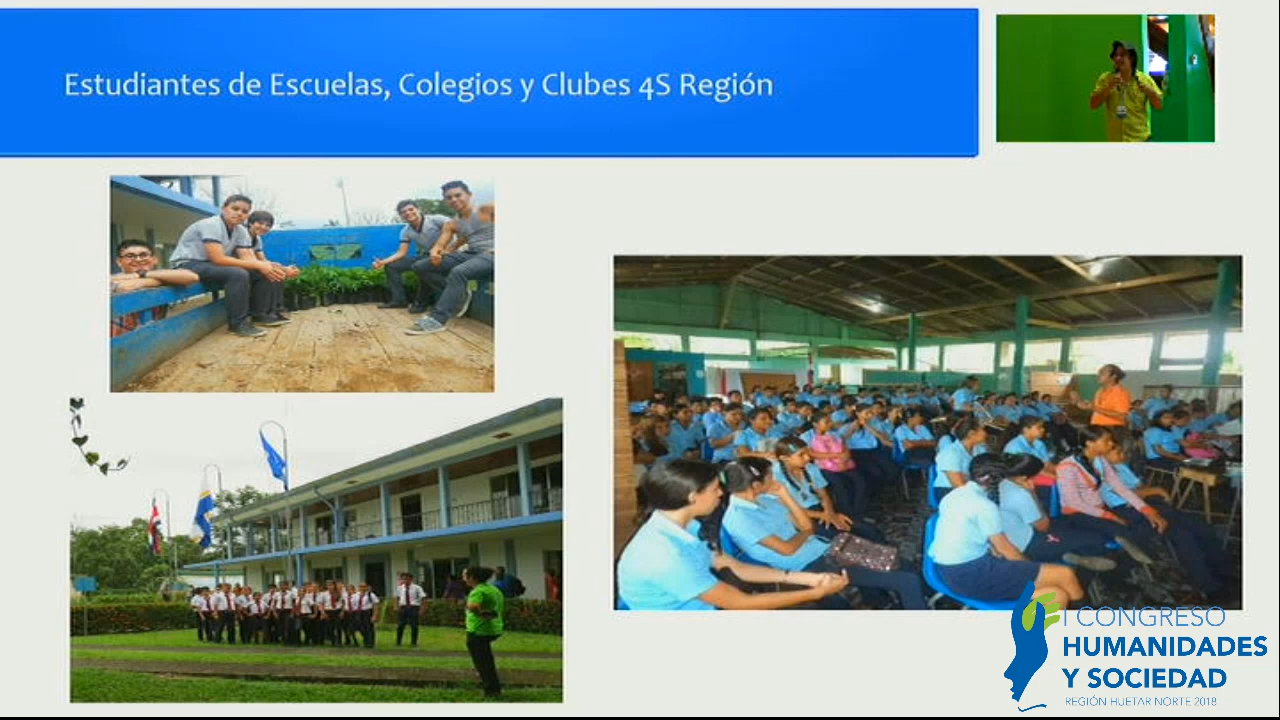 Estudiantes de Escuelas, Colegios y Clubes 4S Región
I CONGRESO
HUMANIDADES
Y SOCIEDAD
REGIÓN HUETAR NORTE 2018